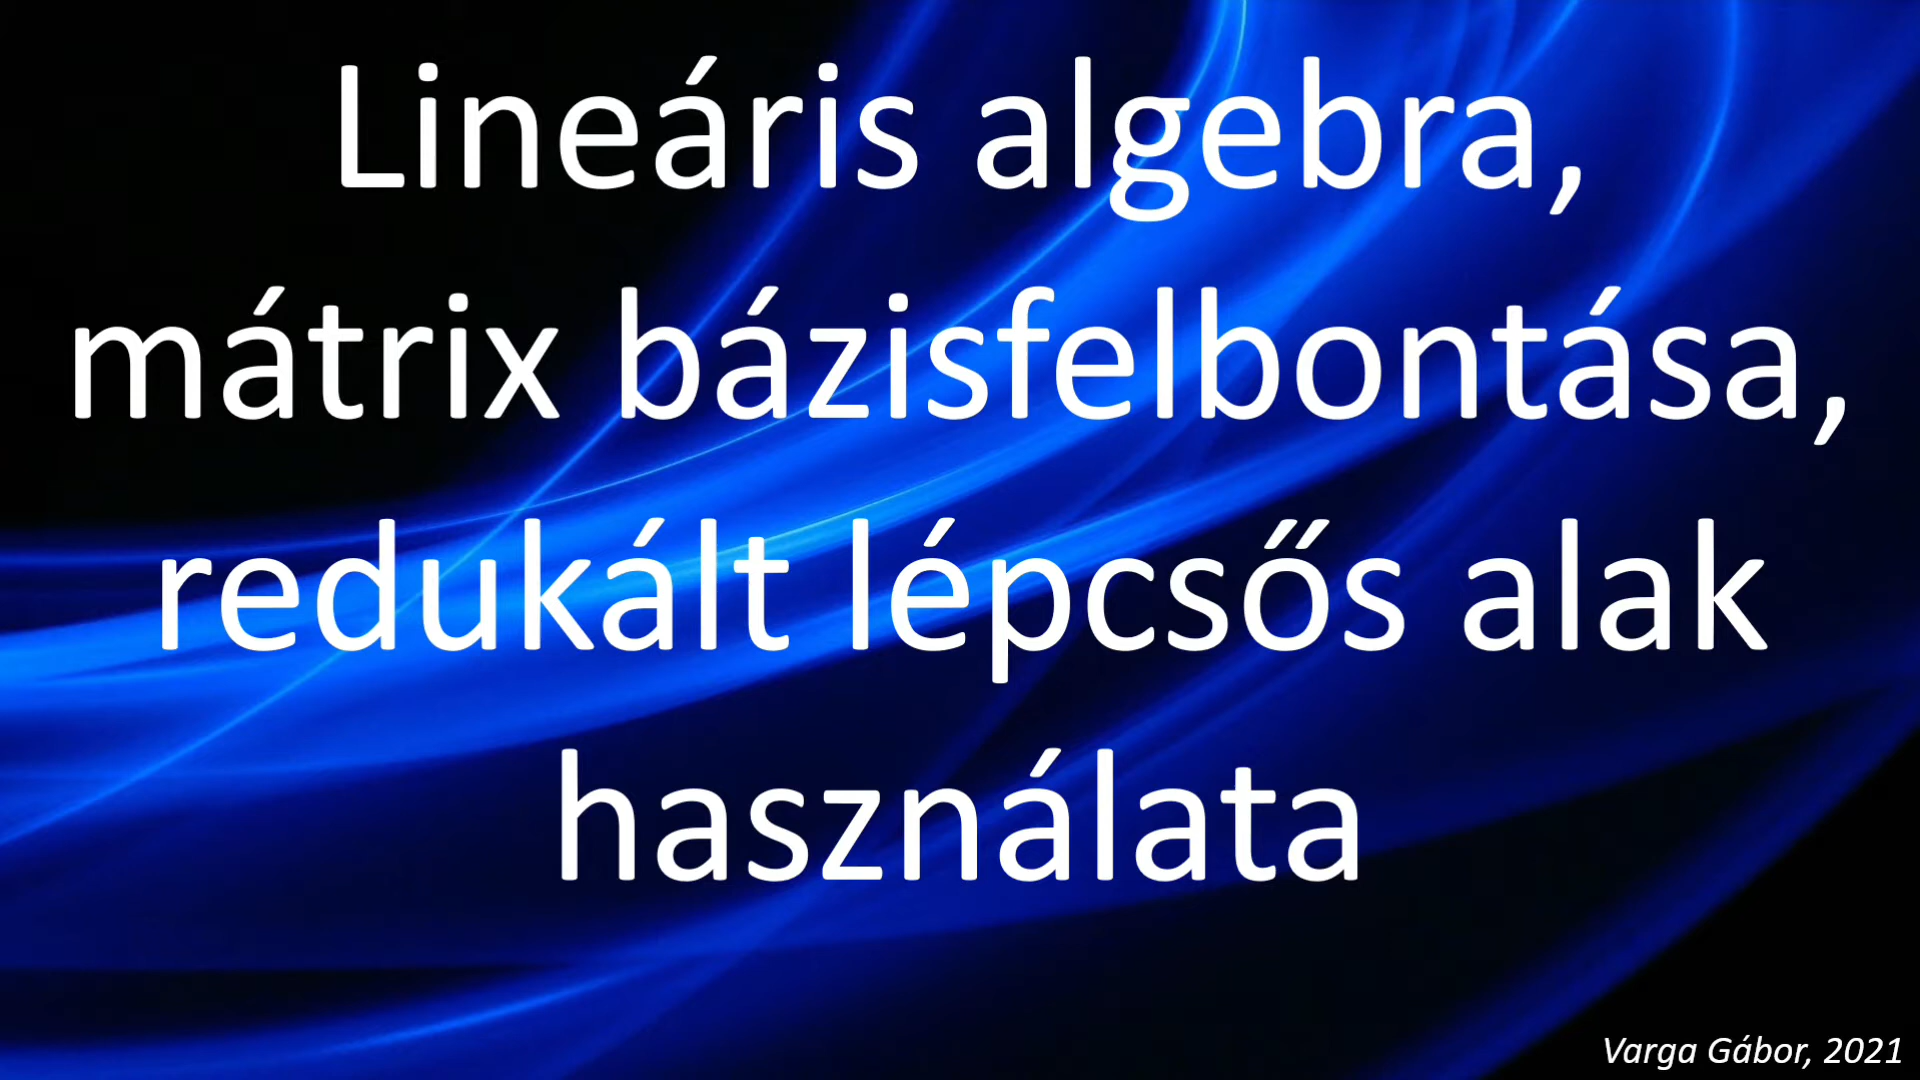 Lineáris algebra,
mátrix bázisfelbontása,
redukált lépcsős alak
használata
Varga Gábor, 2021